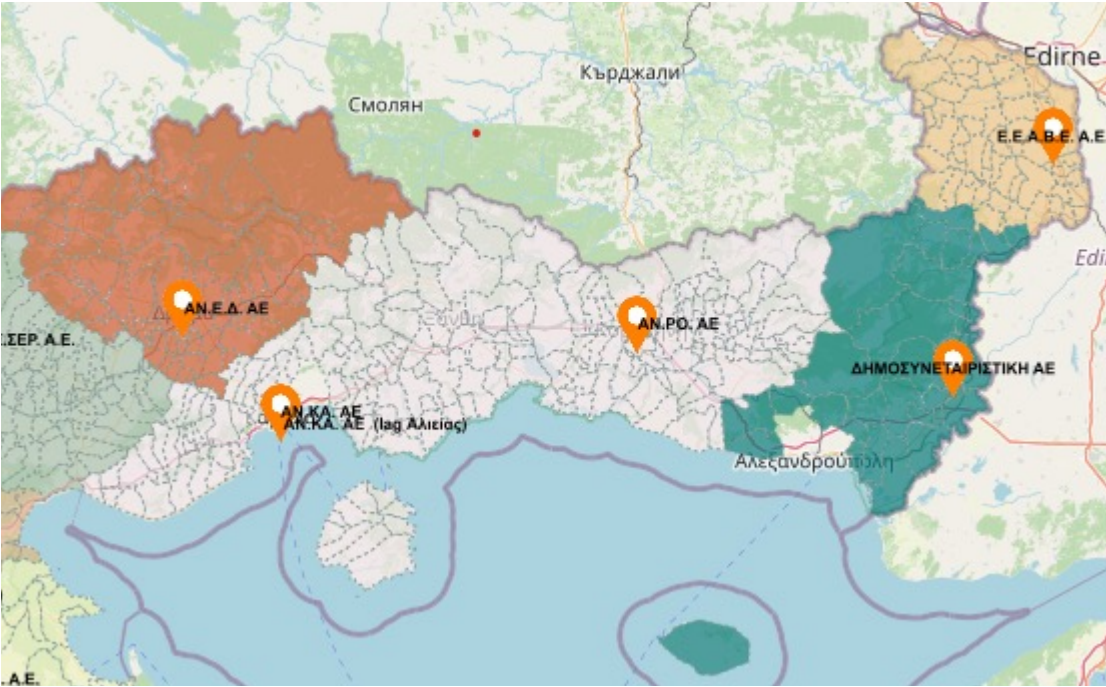 Edirne
Кърджали
Смолян
Ε.Ε.Α.Β.Ε. Α.Ε.
Edi
ΑΝ.Ε.Δ. ΑΕ
ΑΝ.ΡΟ. ΑΕ
.ΣΕΡ. Α.Ε.
ΔΗΜΟΣΥΝΕΤΑΙΡΙΣΤΙΚΗ ΑΕ
ΑΝ.ΚΑ. ΑΕ
ΑΝ.ΚΑ. ΑΕ (lag Αλιείας)
Αλεξανδρούπολη
. Α.Ε.